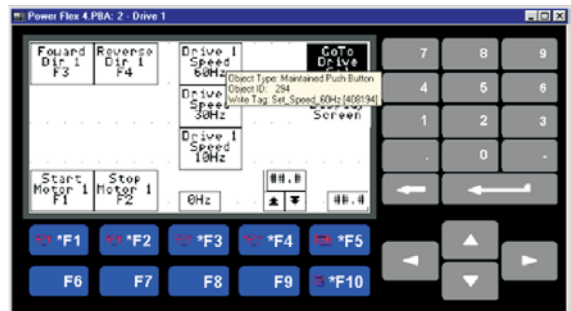 Power Flex 4.PBA: 2 - Drive 1
Foward
Dir 1
F3
Reverse
Dir 1
F4
Drive 1
Speed
60Hz
GoTo
Drive
Object Type: Maintained Push Button
Object ID: 294
Write Tag: Set_Speed_60Hz [408194]
Drive
Speed
30Hz
Screen
Drive 1
Speed
10Hz
Start
Motor 1
F1
Stop
Motor 1
F2
0Hz
##.#
##.#
7 8 9
4 5 6
1 2 3
. 0 -
*F1 *F2 *F3 *F4 *F5
F6 F7 F8 F9 *F10